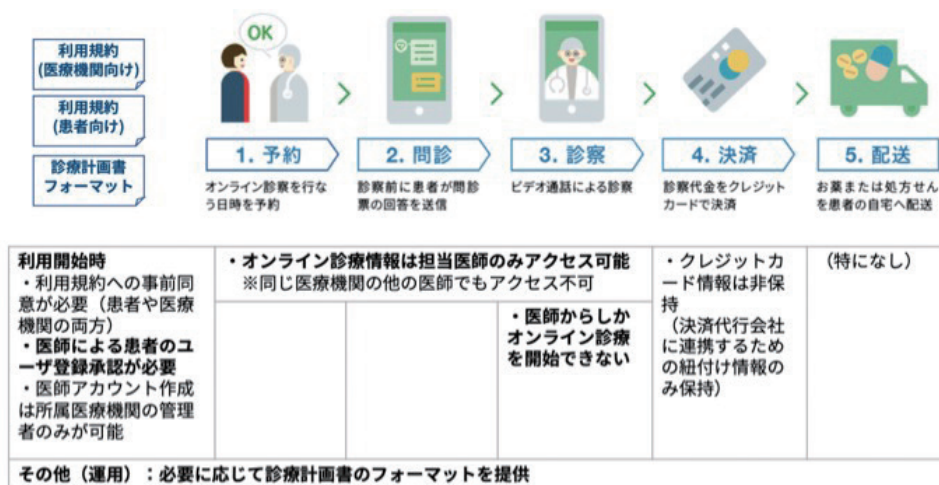 利用規約
(医療機関向け)
利用規約
(患者向け)
診療計画書
フォーマット
OK
1. 予約
オンライン診察を行な
う日時を予約
2. 問診
診察前に患者が問診
票の回答を送信
3. 診察
ビデオ通話による診察
4. 決済
診察代金をクレジット
カードで決済
5. 配送
お薬または処方せん
を患者の自宅へ配送
利用開始時
・利用規約への事前同
意が必要（患者や医療
機関の両方）
・医師による患者のユ
ーザ登録承認が必要
・医師アカウント作成
は所属医療機関の管理
者のみが可能
・オンライン診療情報は担当医師のみアクセス可能
※同じ医療機関の他の医師でもアクセス不可
・医師からしか
オンライン診療
を開始できない
・クレジットカ
ード情報は非保
持
（決済代行会社
に連携するため
の紐付け情報の
み保持）
（特になし）
その他（運用）：必要に応じて診療計画書のフォーマットを提供